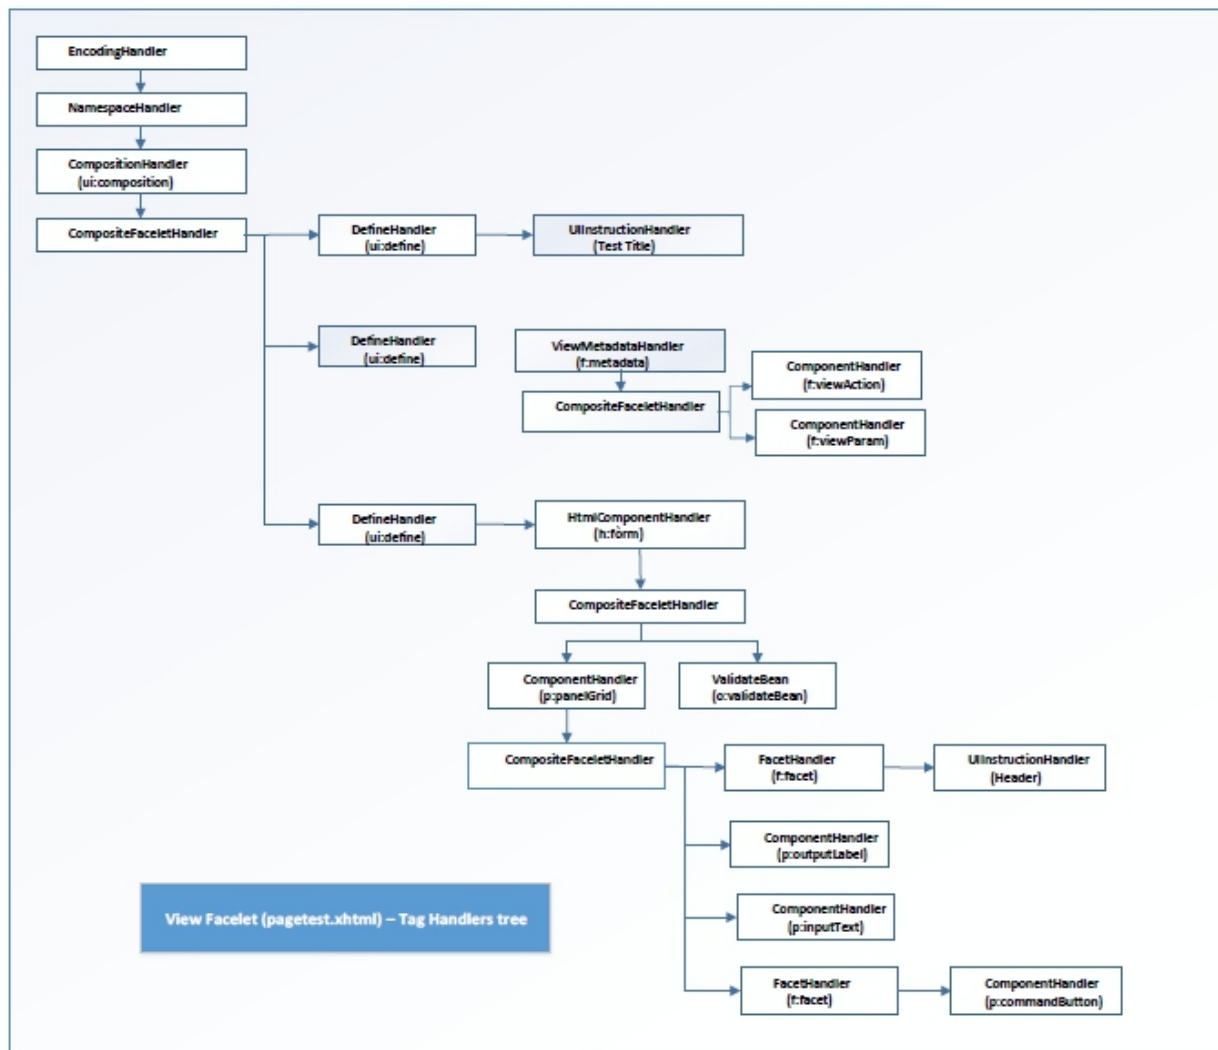 EncodingHandler
NamespaceHandler
CompositionHandler
(ui:composition)
CompositeFaceletHandler
DefineHandler
(ui:define)
UIInstructionHandler
(Test Title)
DefineHandler
(ui:define)
ViewMetadataHandler
(f:metadata)
CompositeFaceletHandler
ComponentHandler
(f:viewAction)
ComponentHandler
(f:viewParam)
DefineHandler
(ui:define)
HtmlComponentHandler
(h:form)
CompositeFaceletHandler
ComponentHandler
(p:panelGrid)
ValidateBean
(o:validateBean)
CompositeFaceletHandler
FacetHandler
(f:facet)
UIInstructionHandler
(Header)
ComponentHandler
(p:outputLabel)
ComponentHandler
(p:inputText)
FacetHandler
(f:facet)
ComponentHandler
(p:commandButton)
View Facelet (pagetest.xhtml) – Tag Handlers tree